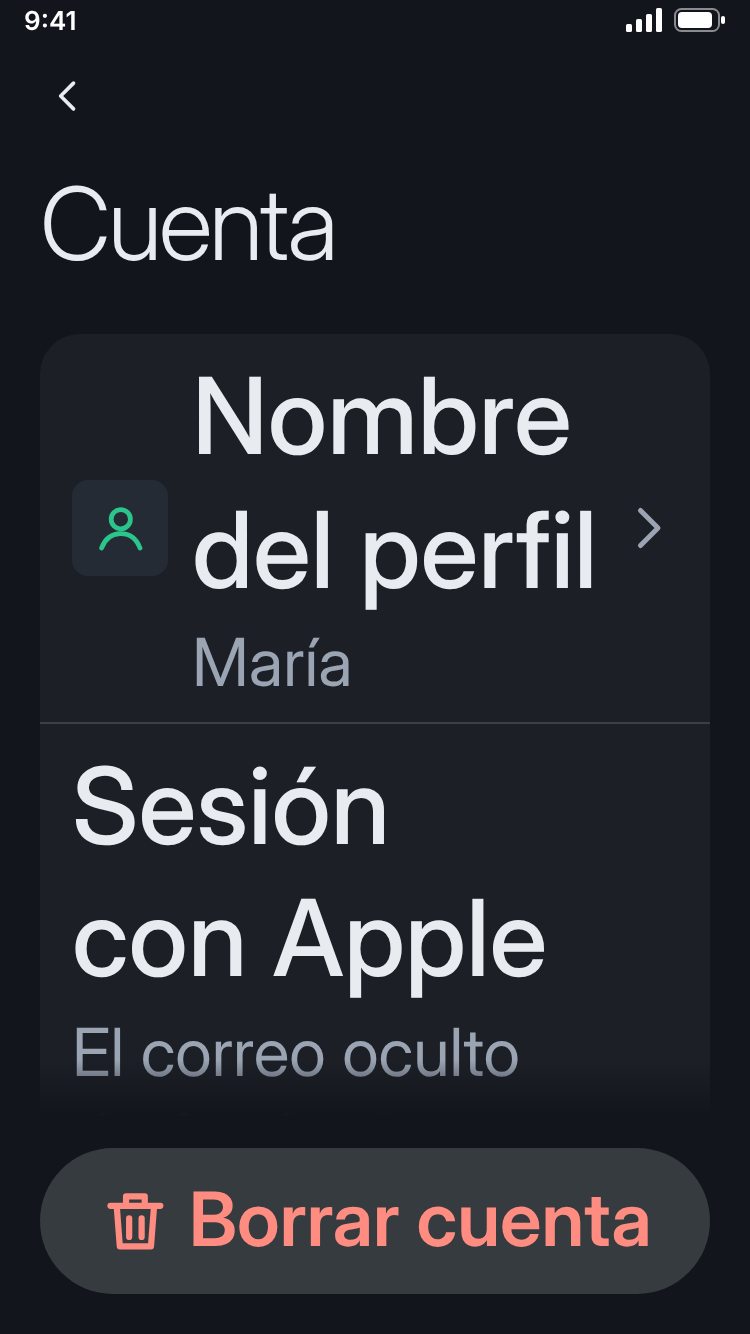 9:41
Cuenta
Nombre
del perfil
María
Sesión
con Apple
El correo oculto
Borrar cuenta